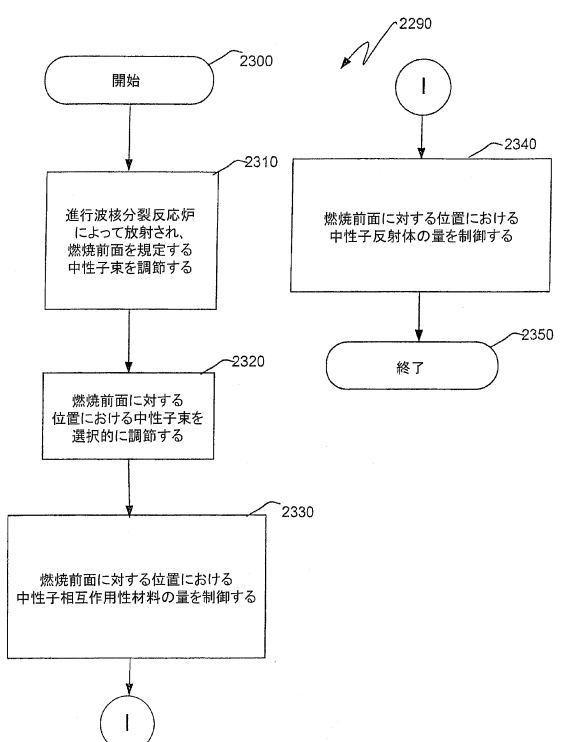 2290
2300
開始
2310
進行波核分裂反応炉
によって放射され、
燃焼前面を規定する
中性子束を調節する
2320
燃焼前面に対する
位置における中性子束を
選択的に調節する
2330
燃焼前面に対する位置における
中性子相互作用性材料の量を制御する
I
I
2340
燃焼前面に対する位置における
中性子反射体の量を制御する
2350
終了